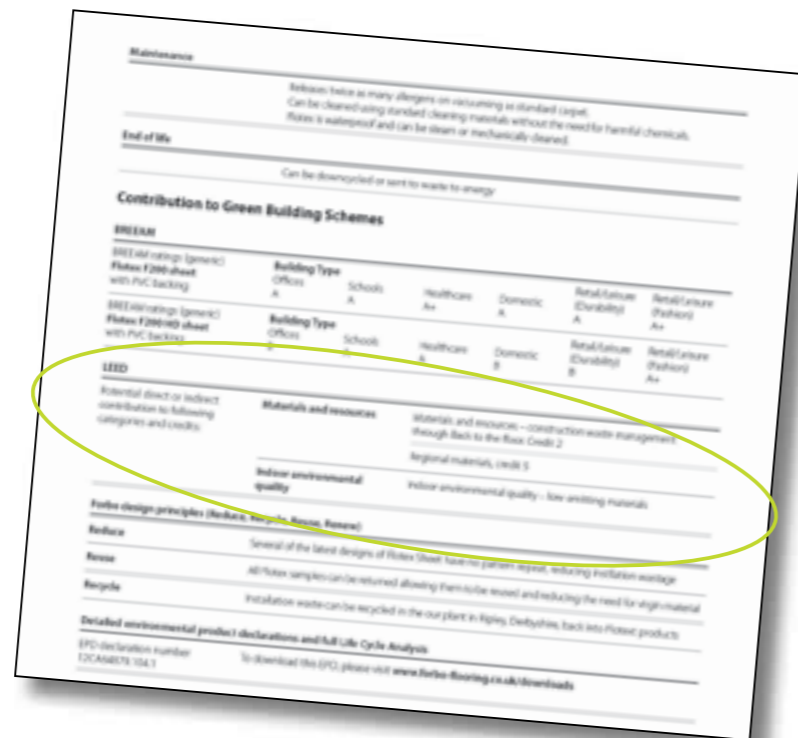 Maintenance
Releases twice as many allergens on vacuuming as standard carpet.
Can be cleaned using standard cleaning materials without the need for harmful chemicals.
Flotex is waterproof and can be steam or mechanically cleaned.
End of life
Can be downcycled or sent to waste to energy
Contribution to Green Building Schemes
BREEAM
BREEAM ratings (generic)
Flotex F200 sheet
with PVC backing
Building Type
Offices Schools Healthcare Domestic Retail/Leisure (Durability) Retail/Leisure (fashion)
A A A+ A A A+
BREEAM ratings (generic)
Flotex F200 HD sheet
with PVC backing
Building Type
Offices Schools Healthcare Domestic Retail/Leisure (Durability) Retail/Leisure (fashion)
A B B A+
LEED
Potential direct or indirect
contribution to following
categories and credits:
Materials and resources
Materials and resources – construction waste management
through Back to the floor. Credit 2
Regional materials, credit 5
Indoor environmental
quality
Indoor environmental quality – low emitting materials
Forbo design principles (Reduce, Recycle, Reuse, Renew)
Reduce
Several of the latest designs of Flotex Sheet have no pattern repeat, reducing instllation wastage
Reuse
All Flotex samples can be returned allowing them to be reused and reducing the need for virgin material
Recycle
Installation waste can be recycled in the our plant in Ripley, Derbyshire, back into Flotext products
Detailed environmental product declarations and full Life Cycle Analysis
EPD declaration number
To download this EPD, please visit www.forbo-flooring.co.uk/downloads